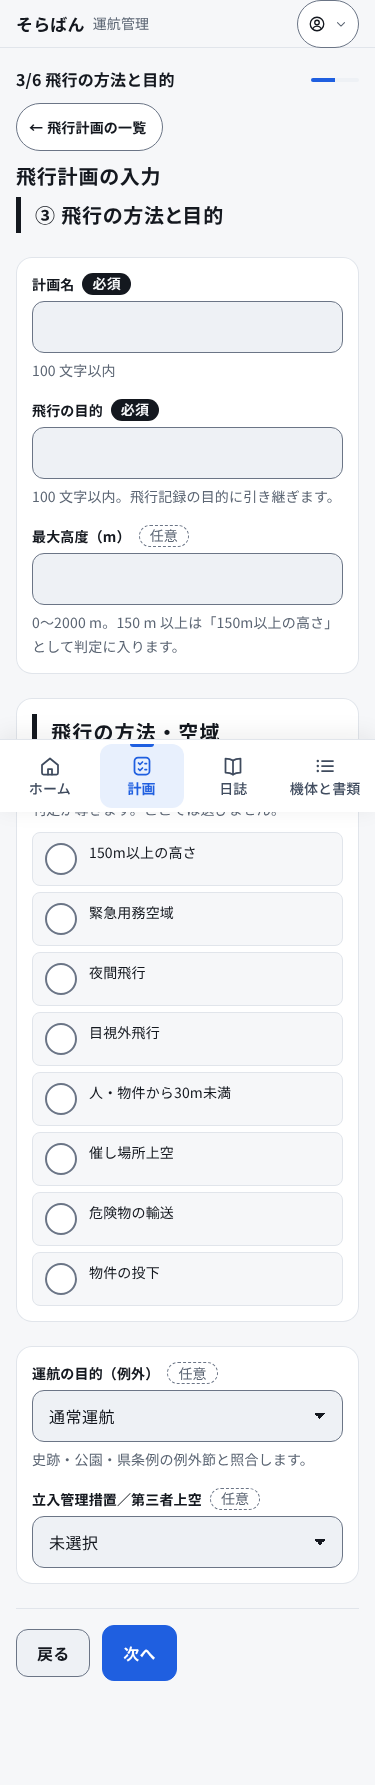 そらばん 運航管理
3/6 飛行の方法と目的
← 飛行計画の一覧
飛行計画の入力
③ 飛行の方法と目的
計画名 必須
100 文字以内
飛行の目的 必須
100 文字以内。飛行記録の目的に引き継ぎます。
最大高度（m） 任意
0〜2000 m。150 m 以上は「150m以上の高さ」
として判定に入ります。
飛行の方法・空域
ホーム 計画 日誌 機体と書類
150m以上の高さ
緊急用務空域
夜間飛行
目視外飛行
人・物件から30m未満
催し場所上空
危険物の輸送
物件の投下
運航の目的（例外） 任意
通常運航
史跡・公園・県条例の例外節と照合します。
立入管理措置／第三者上空 任意
未選択
戻る 次へ